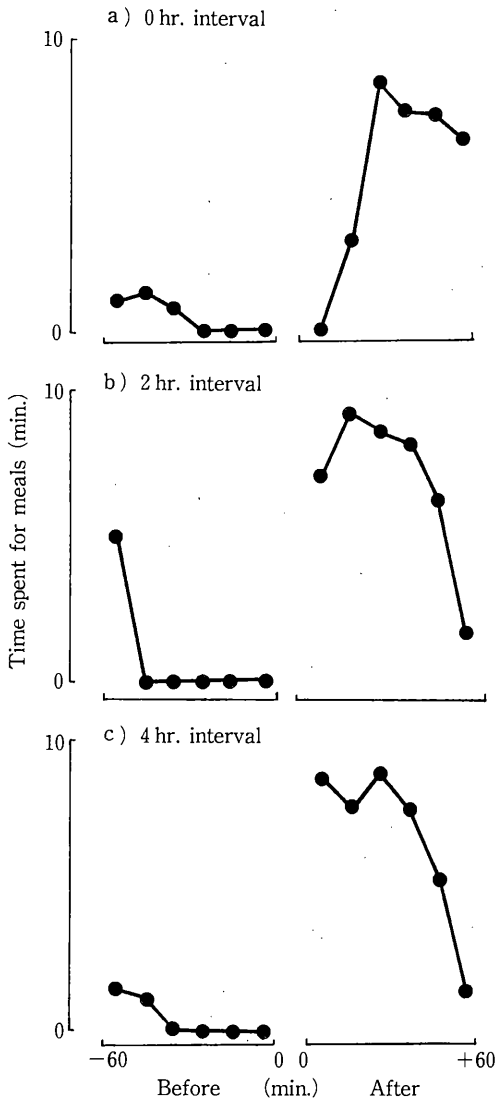 a) 0 hr. interval
10
0
b) 2 hr. interval
10
0
c) 4 hr. interval
10
0
Time spent for meals (min.)
−60 0 0 +60
Before (min.) After